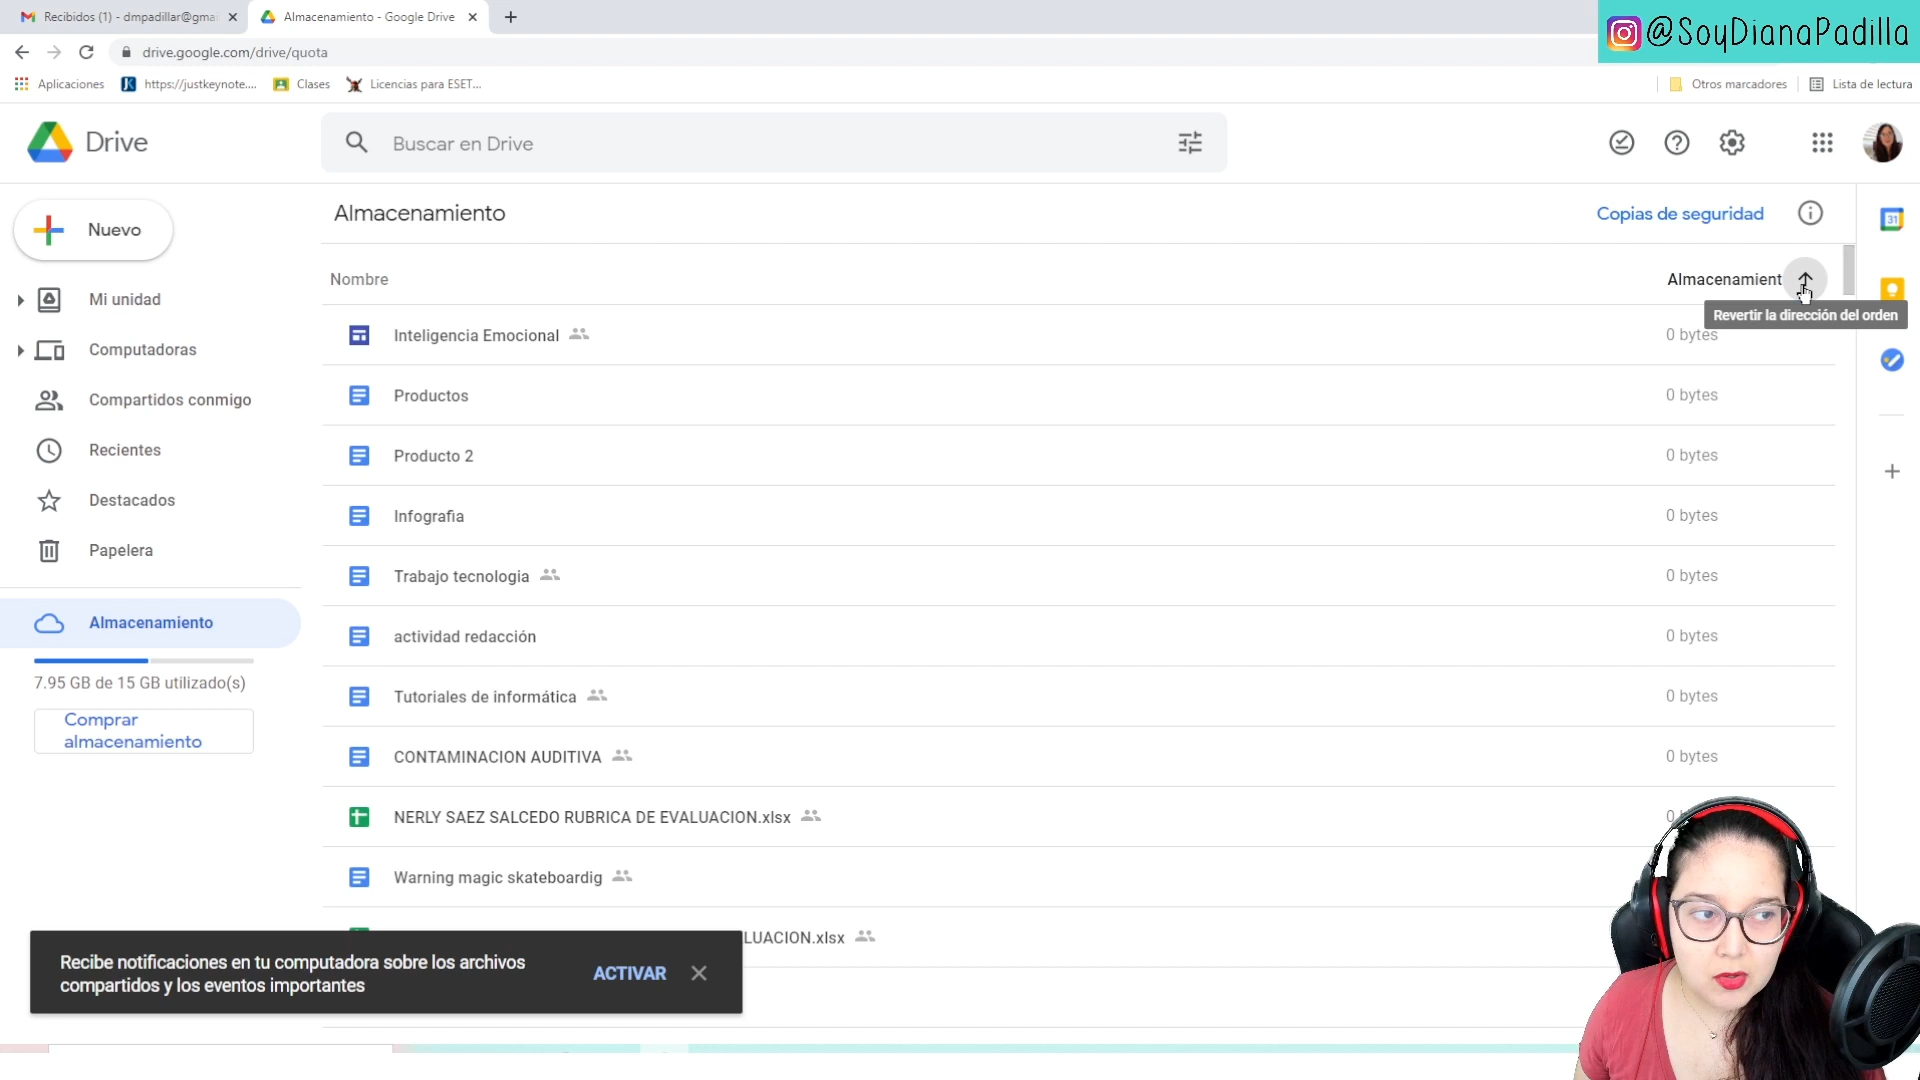 Recibidos (1) - dmpadillar@gmai
Almacenamiento - Google Drive
@SoyDianaPadilla
drive.google.com/drive/quota
Aplicaciones
https://justkeynote....
Clases
Licencias para ESET...
Otros marcadores
Lista de lectura
Drive
Buscar en Drive
Nuevo
Almacenamiento
Copias de seguridad
31
Nombre
Almacenamient
Revertir la dirección del orden
Mi unidad
Computadoras
Compartidos conmigo
Recientes
Destacados
Papelera
Almacenamiento
7.95 GB de 15 GB utilizado(s)
Comprar
almacenamiento
Inteligencia Emocional 0 bytes
Productos 0 bytes
Producto 2 0 bytes
Infografia 0 bytes
Trabajo tecnologia 0 bytes
actividad redacción 0 bytes
Tutoriales de informática 0 bytes
CONTAMINACION AUDITIVA 0 bytes
NERLY SAEZ SALCEDO RUBRICA DE EVALUACION.xlsx 0
Warning magic skateboardig
LUACION.xlsx
Recibe notificaciones en tu computadora sobre los archivos
compartidos y los eventos importantes
ACTIVAR